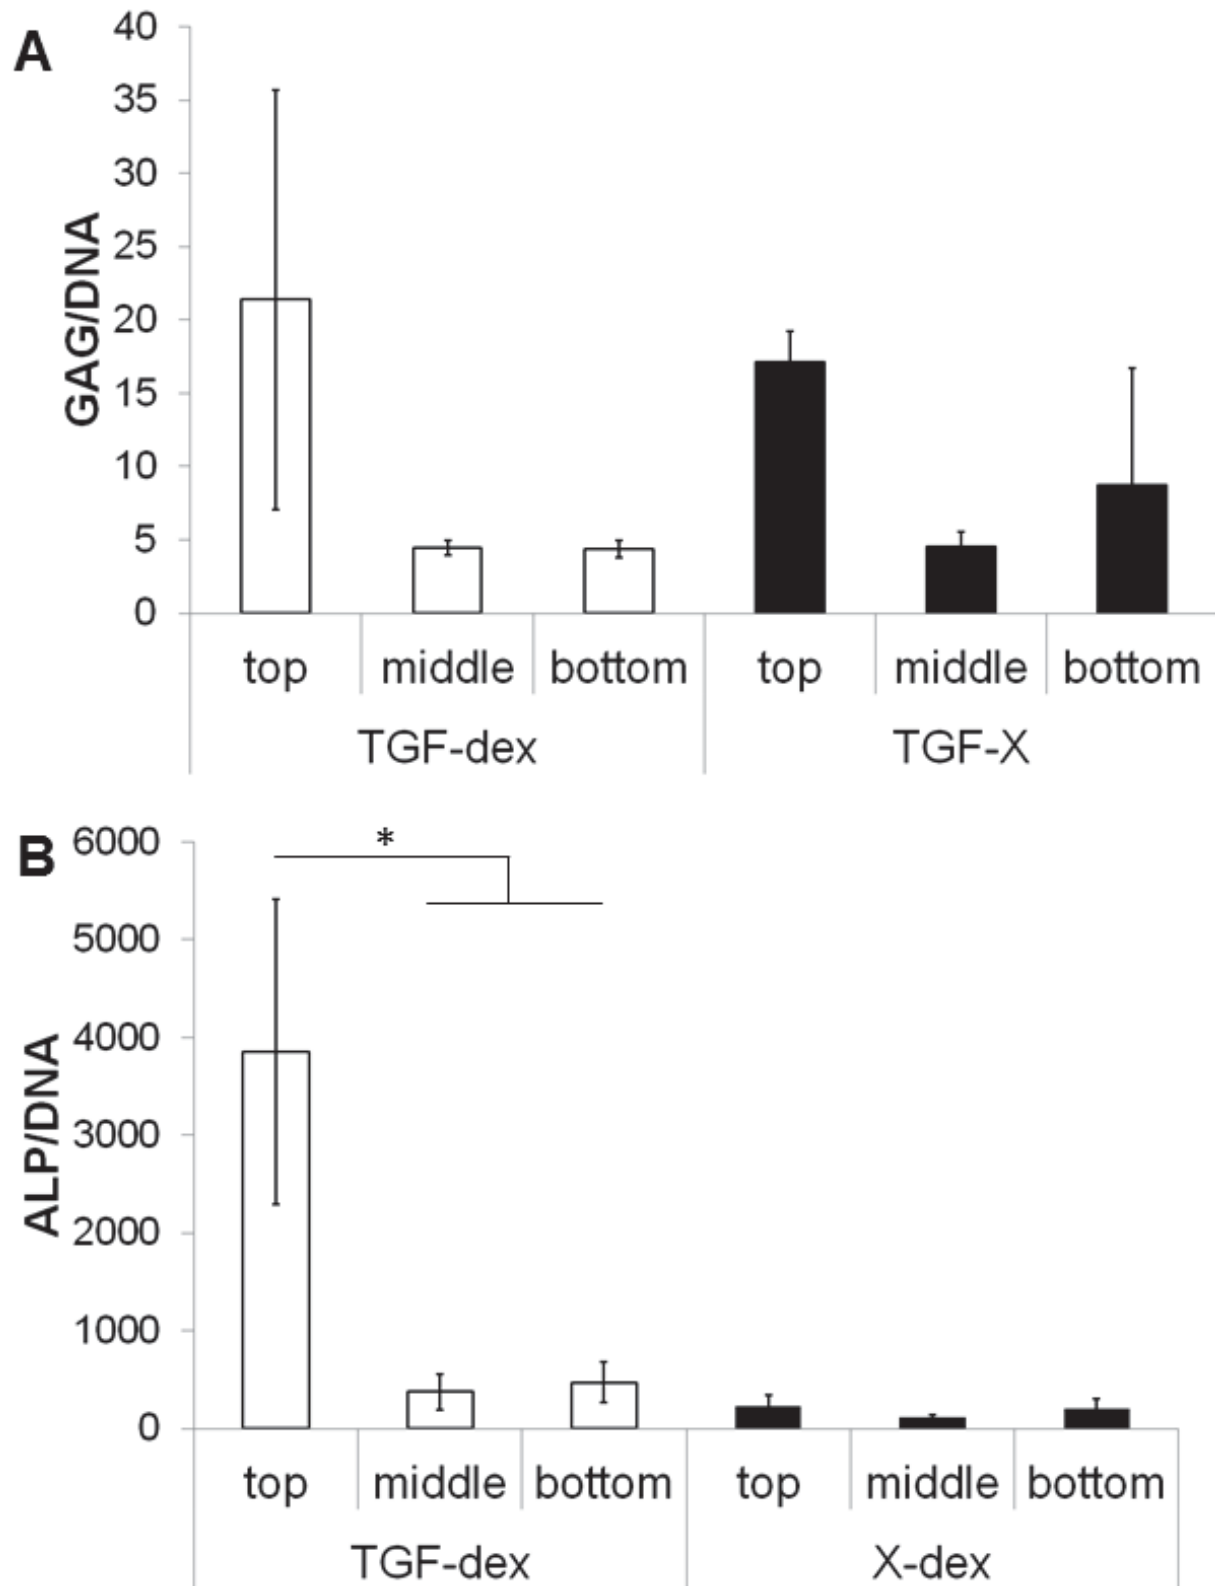 A
40
35
30
25
20
15
10
5
0
GAG/DNA
top middle bottom top middle bottom
TGF-dex TGF-X
B
*
6000
5000
4000
3000
2000
1000
0
ALP/DNA
top middle bottom top middle bottom
TGF-dex X-dex